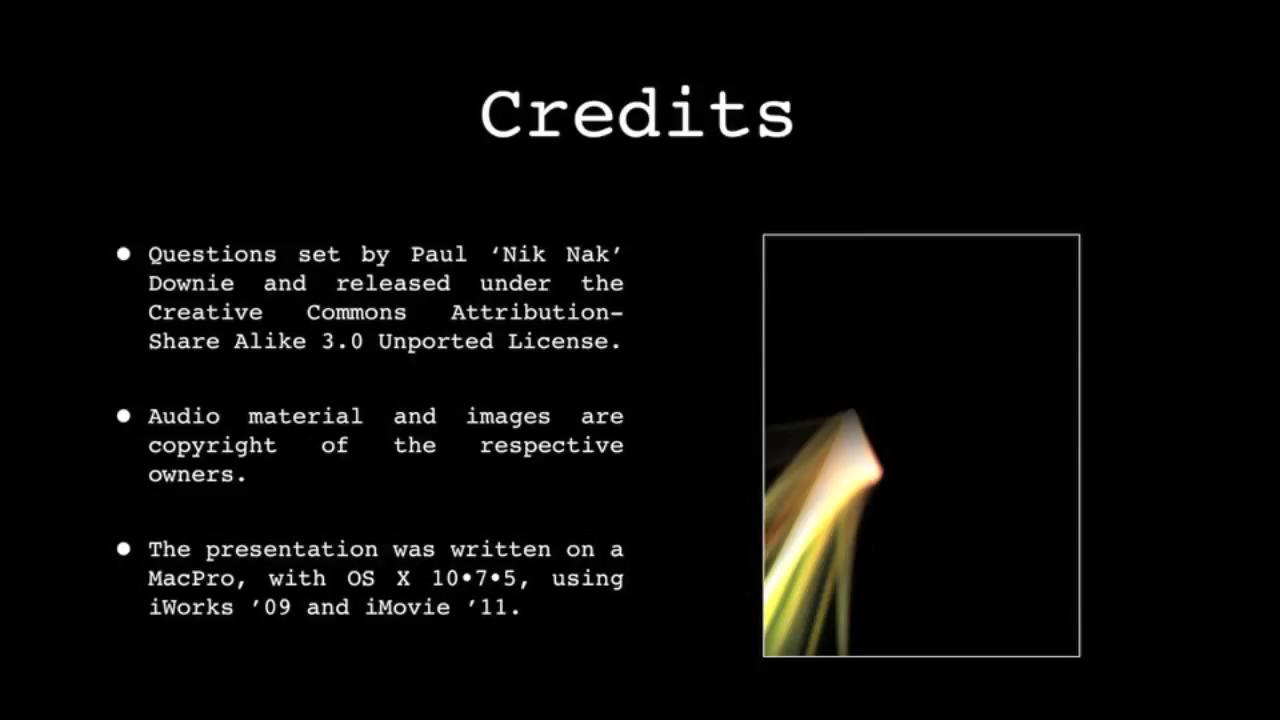 Credits
• Questions set by Paul ‘Nik Nak’
Downie and released under the
Creative Commons Attribution-
Share Alike 3.0 Unported License.
• Audio material and images are
copyright of the respective
owners.
• The presentation was written on a
MacPro, with OS X 10•7•5, using
iWorks ’09 and iMovie ’11.